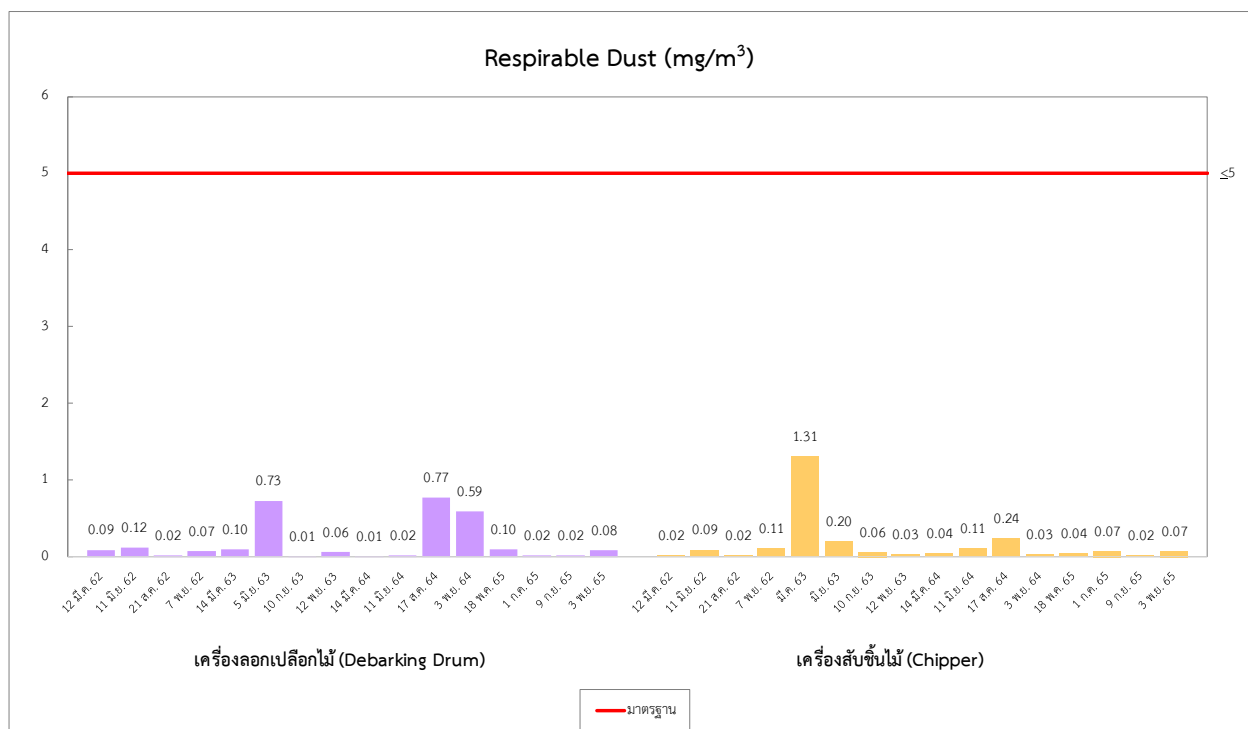 Respirable Dust (mg/m³)
6
5
4
3
2
1
0
≤5
0.09 0.12 0.02 0.07 0.10 0.73 0.01 0.06 0.01 0.02 0.77 0.59 0.10 0.02 0.02 0.08
0.02 0.09 0.02 0.11 1.31 0.20 0.06 0.03 0.04 0.11 0.24 0.03 0.04 0.07 0.02 0.07
12 มี.ค. 62
11 มิ.ย. 62
21 ส.ค. 62
7 พ.ย. 62
14 มี.ค. 63
5 มิ.ย. 63
10 ก.ย. 63
12 พ.ย. 63
14 มี.ค. 64
11 มิ.ย. 64
17 ส.ค. 64
3 พ.ย. 64
18 พ.ค. 65
1 ก.ค. 65
9 ก.ย. 65
3 พ.ย. 65
12 มี.ค. 62
11 มิ.ย. 62
21 ส.ค. 62
7 พ.ย. 62
มี.ค. 63
มิ.ย. 63
10 ก.ย. 63
12 พ.ย. 63
14 มี.ค. 64
11 มิ.ย. 64
17 ส.ค. 64
3 พ.ย. 64
18 พ.ค. 65
1 ก.ค. 65
9 ก.ย. 65
3 พ.ย. 65
เครื่องลอกเปลือกไม้ (Debarking Drum)
เครื่องสับชิ้นไม้ (Chipper)
มาตรฐาน